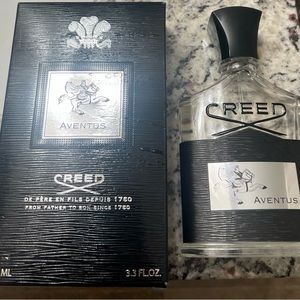 AVENTUS
CREED
DE PÈRE EN FILS DEPUIS 1760
FROM FATHER TO SON SINCE 1760
ML
3.3 FL.OZ.
CREED
AVENTUS